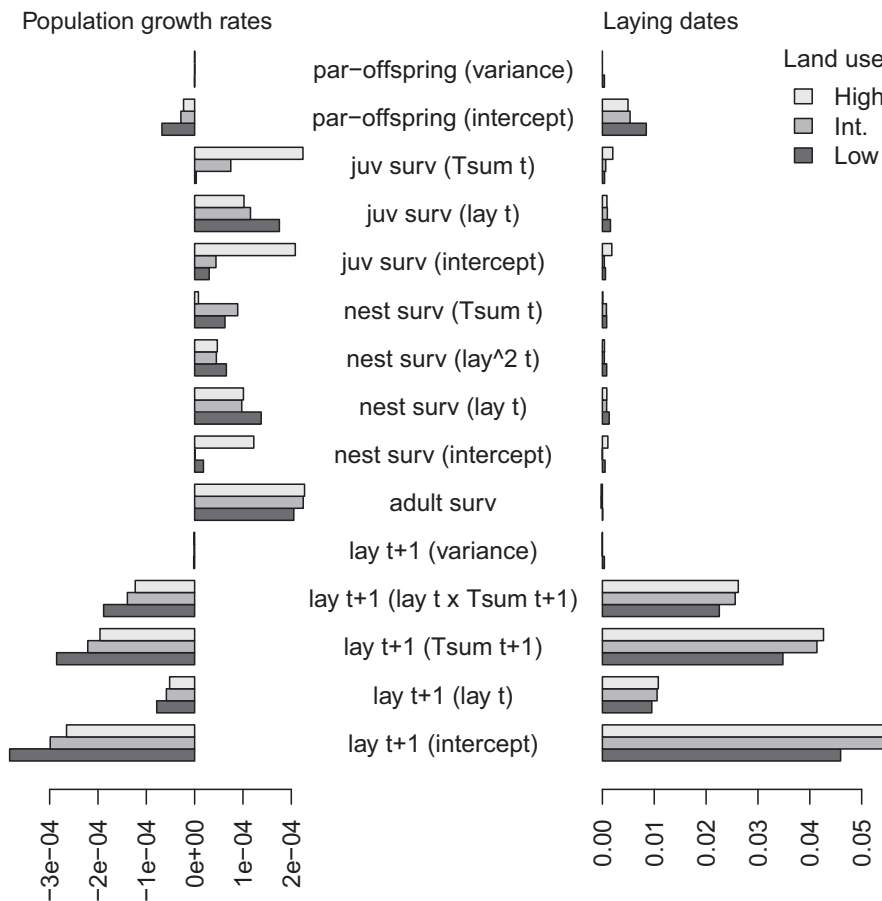 Population growth rates
Laying dates
Land use
High
Int.
Low
par−offspring (variance)
par−offspring (intercept)
juv surv (Tsum t)
juv surv (lay t)
juv surv (intercept)
nest surv (Tsum t)
nest surv (lay^2 t)
nest surv (lay t)
nest surv (intercept)
adult surv
lay t+1 (variance)
lay t+1 (lay t x Tsum t+1)
lay t+1 (Tsum t+1)
lay t+1 (lay t)
lay t+1 (intercept)
−3e−04
−2e−04
−1e−04
0e+00
1e−04
2e−04
0.00
0.01
0.02
0.03
0.04
0.05